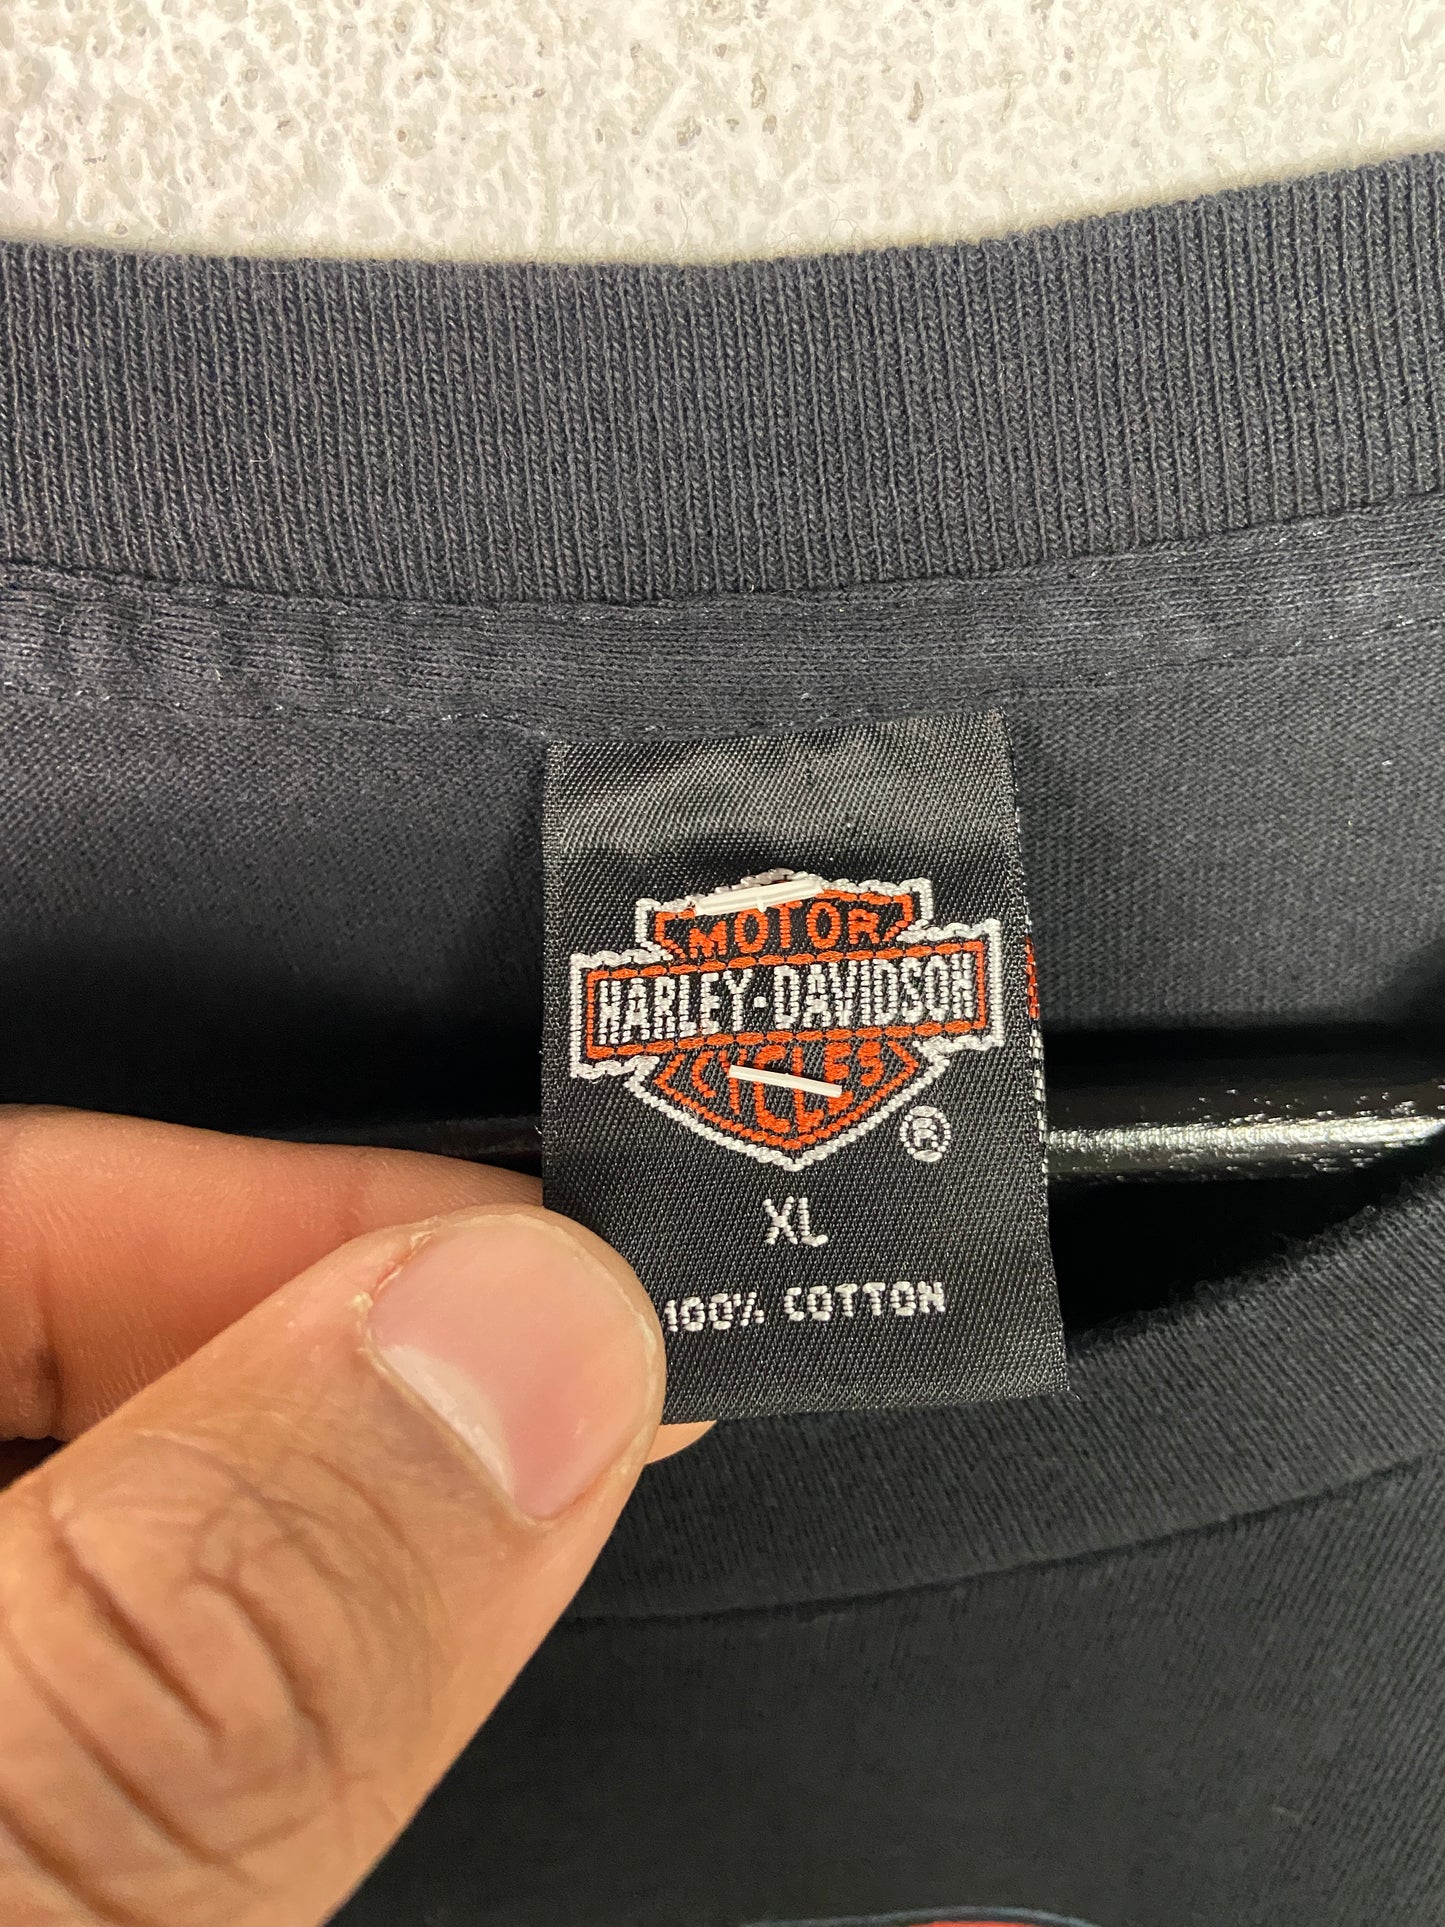 MOTOR
HARLEY-DAVIDSON
CYCLES
®
XL
100% COTTON